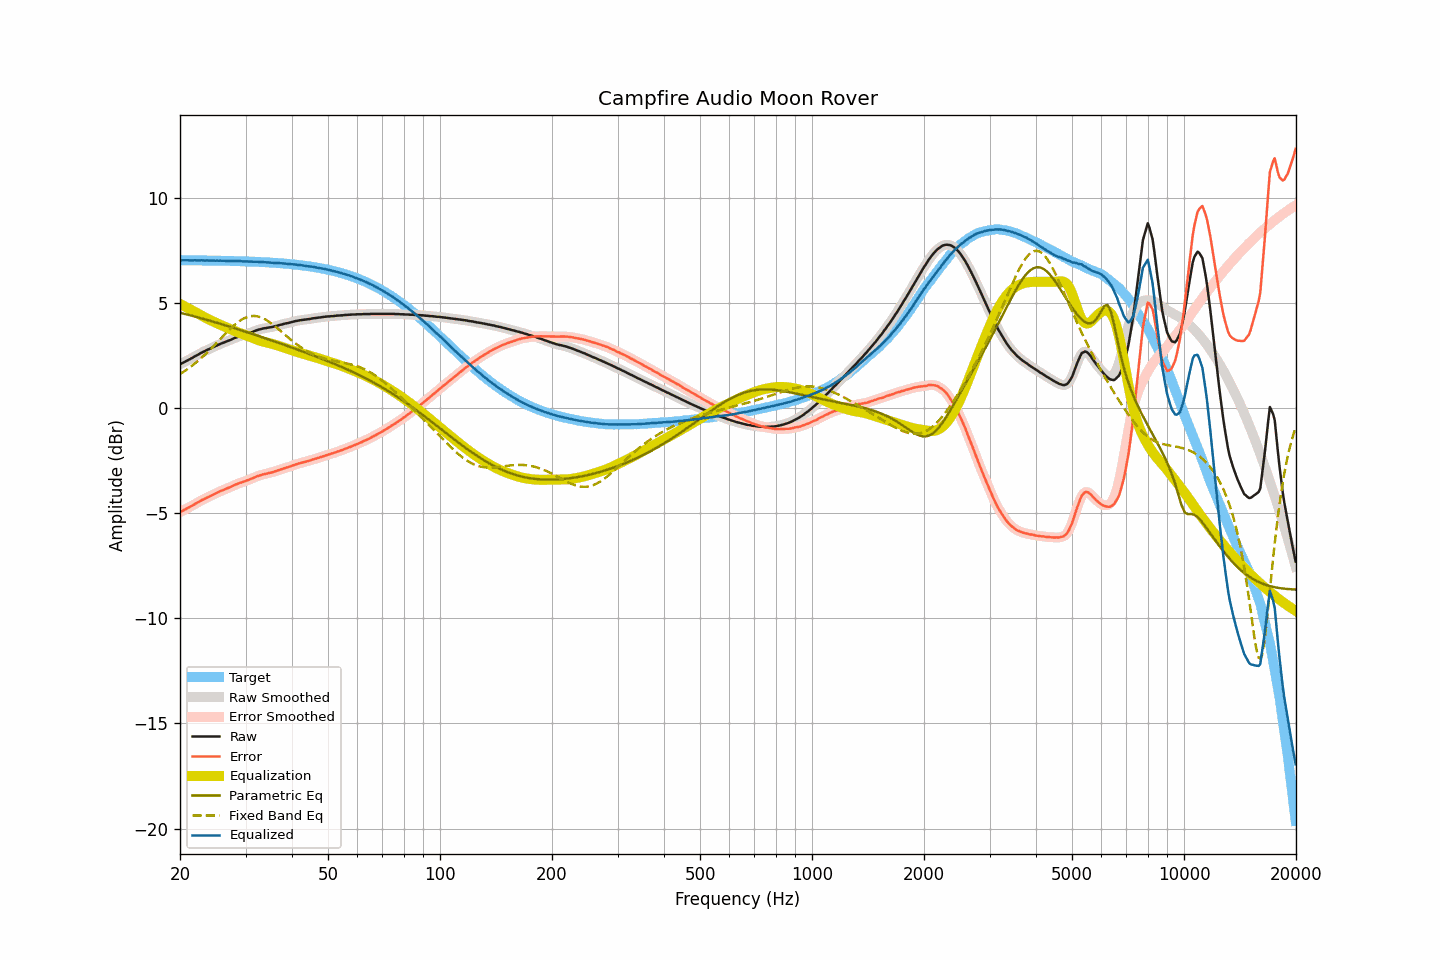 Campfire Audio Moon Rover
Amplitude (dBr)
10
5
0
−5
−10
−15
−20
Target
Raw Smoothed
Error Smoothed
Raw
Error
Equalization
Parametric Eq
Fixed Band Eq
Equalized
20 50 100 200 500 1000 2000 5000 10000 20000
Frequency (Hz)